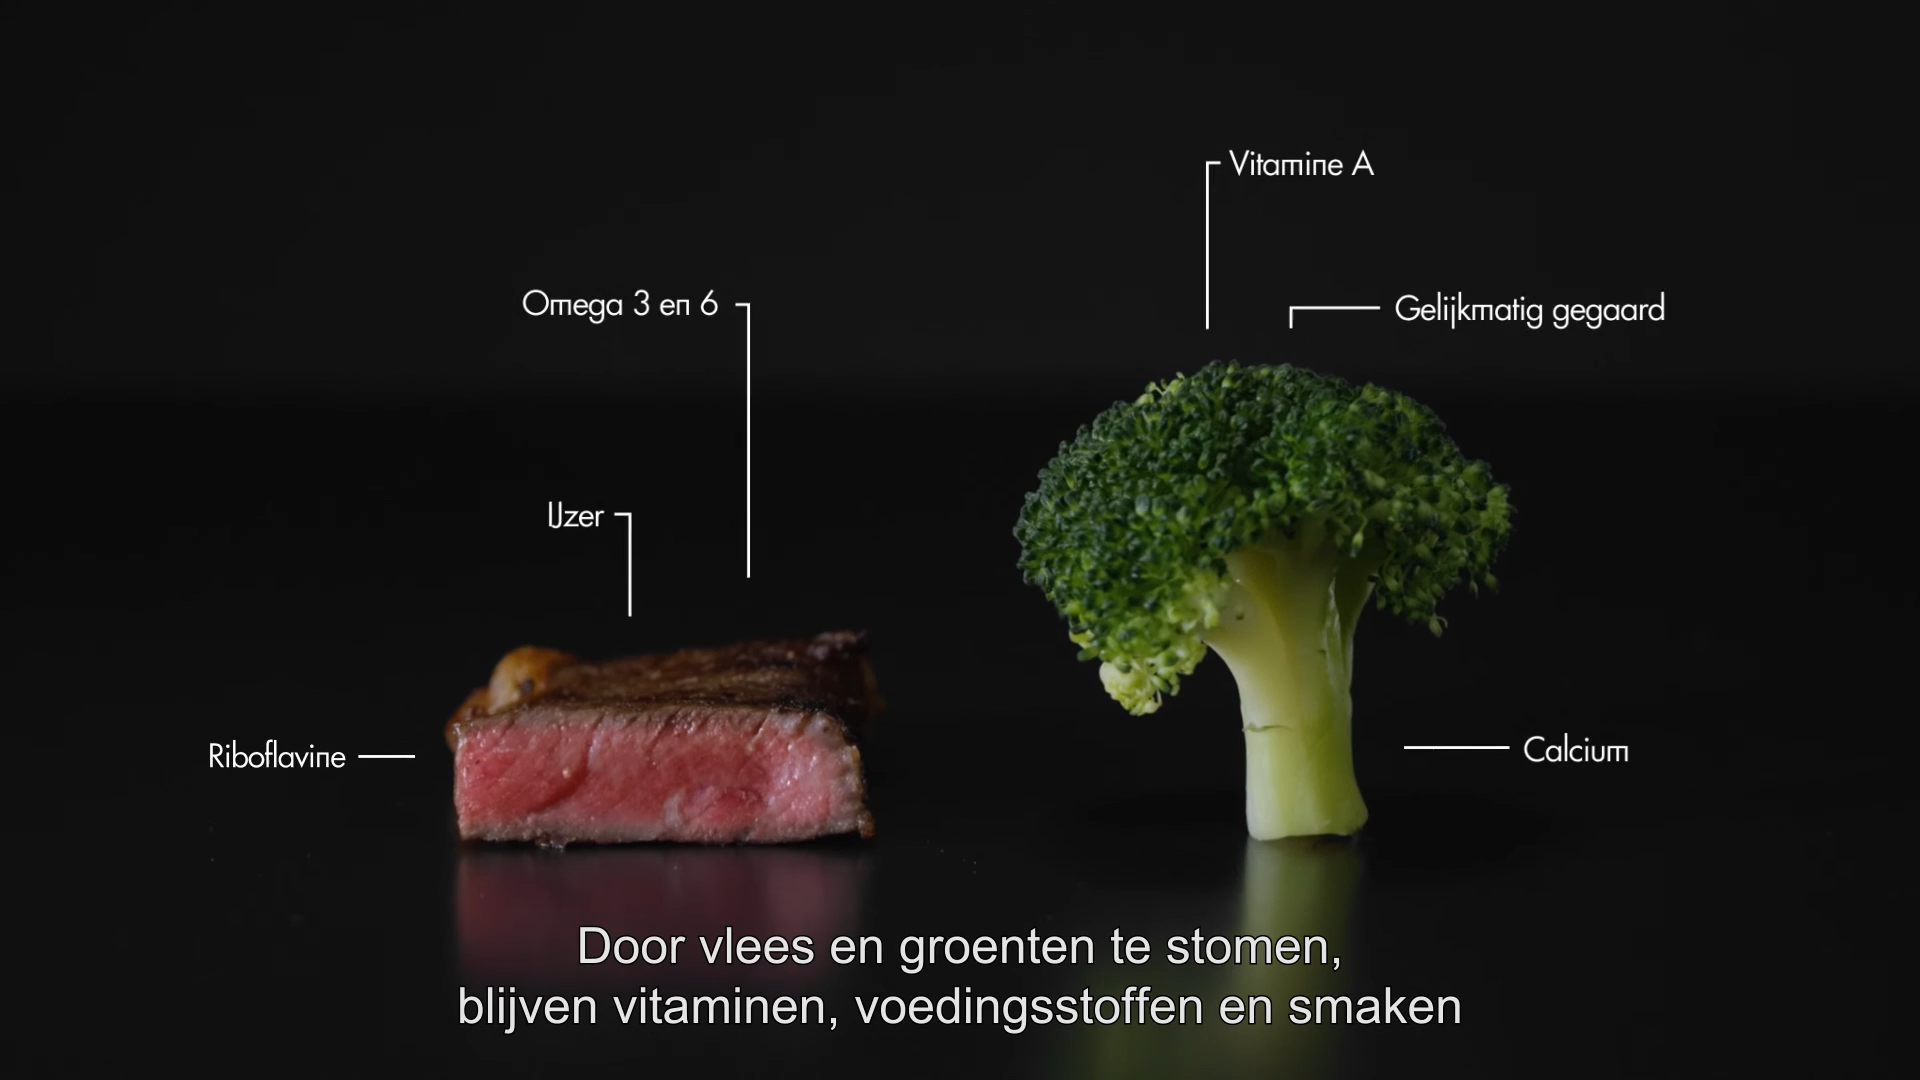 Vitamine A
Omega 3 en 6
Gelijkmatig gegaard
IJzer
Riboflavine
Calcium
Door vlees en groenten te stomen,
blijven vitaminen, voedingsstoffen en smaken